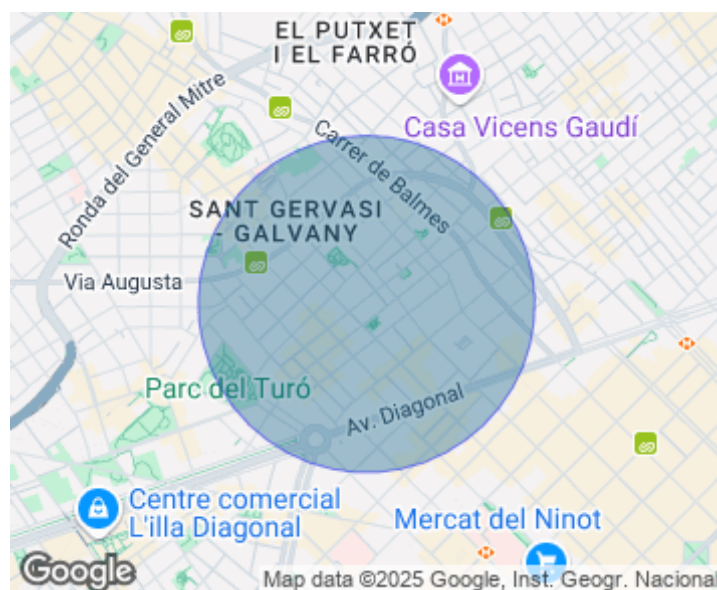 EL PUTXET
I EL FARRÓ
Casa Vicens Gaudí
Ronda del General Mitre
Carrer de Balmes
SANT GERVASI
- GALVANY
Via Augusta
Parc del Turó
Av. Diagonal
Centre comercial
L'illa Diagonal
Mercat del Ninot
Google
Map data ©2025 Google, Inst. Geogr. Nacional